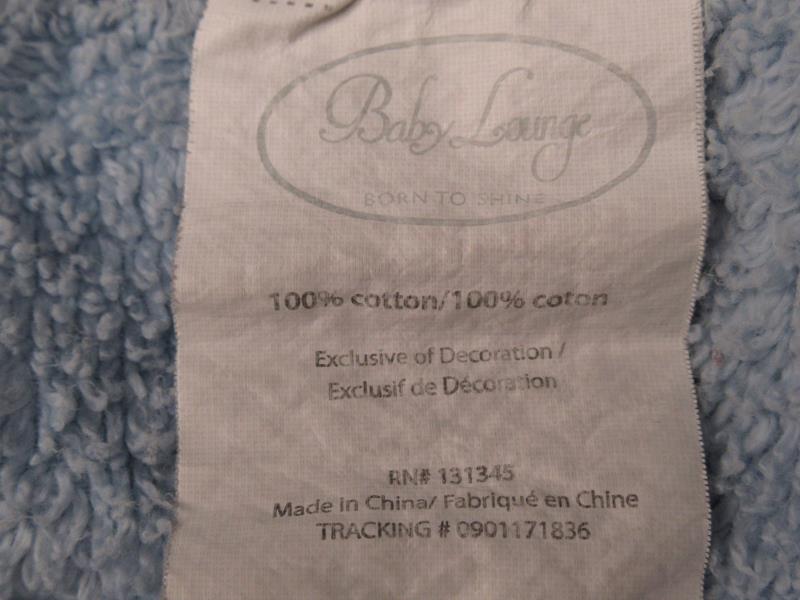 Baby Lounge
BORN TO SHINE
100% cotton/100% coton
Exclusive of Decoration /
Exclusif de Décoration
RN# 131345
Made in China/ Fabriqué en Chine
TRACKING # 0901171836